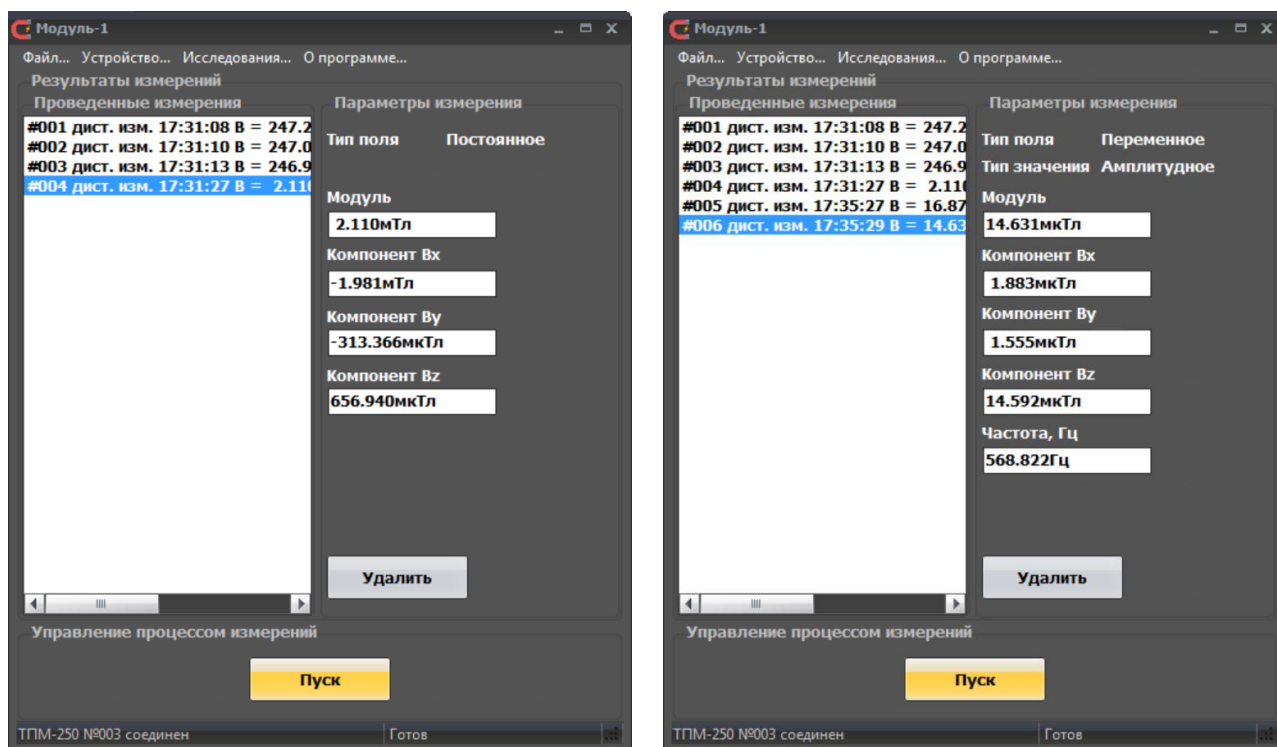 Модуль-1
Файл... Устройство... Исследования... О программе...
Результаты измерений
Проведенные измерения
#001 дист. изм. 17:31:08 B = 247.2
#002 дист. изм. 17:31:10 B = 247.0
#003 дист. изм. 17:31:13 B = 246.9
#004 дист. изм. 17:31:27 B = 2.110
Параметры измерения
Тип поля Постоянное
Модуль
2.110мТл
Компонент Bx
-1.981мТл
Компонент By
-313.366мкТл
Компонент Bz
656.940мкТл
Удалить
Управление процессом измерений
Пуск
ТПМ-250 №003 соединен Готов
Модуль-1
Файл... Устройство... Исследования... О программе...
Результаты измерений
Проведенные измерения
#001 дист. изм. 17:31:08 B = 247.2
#002 дист. изм. 17:31:10 B = 247.0
#003 дист. изм. 17:31:13 B = 246.9
#004 дист. изм. 17:31:27 B = 2.110
#005 дист. изм. 17:35:27 B = 16.87
#006 дист. изм. 17:35:29 B = 14.63
Параметры измерения
Тип поля Переменное
Тип значения Амплитудное
Модуль
14.631мкТл
Компонент Bx
1.883мкТл
Компонент By
1.555мкТл
Компонент Bz
14.592мкТл
Частота, Гц
568.822Гц
Удалить
Управление процессом измерений
Пуск
ТПМ-250 №003 соединен Готов